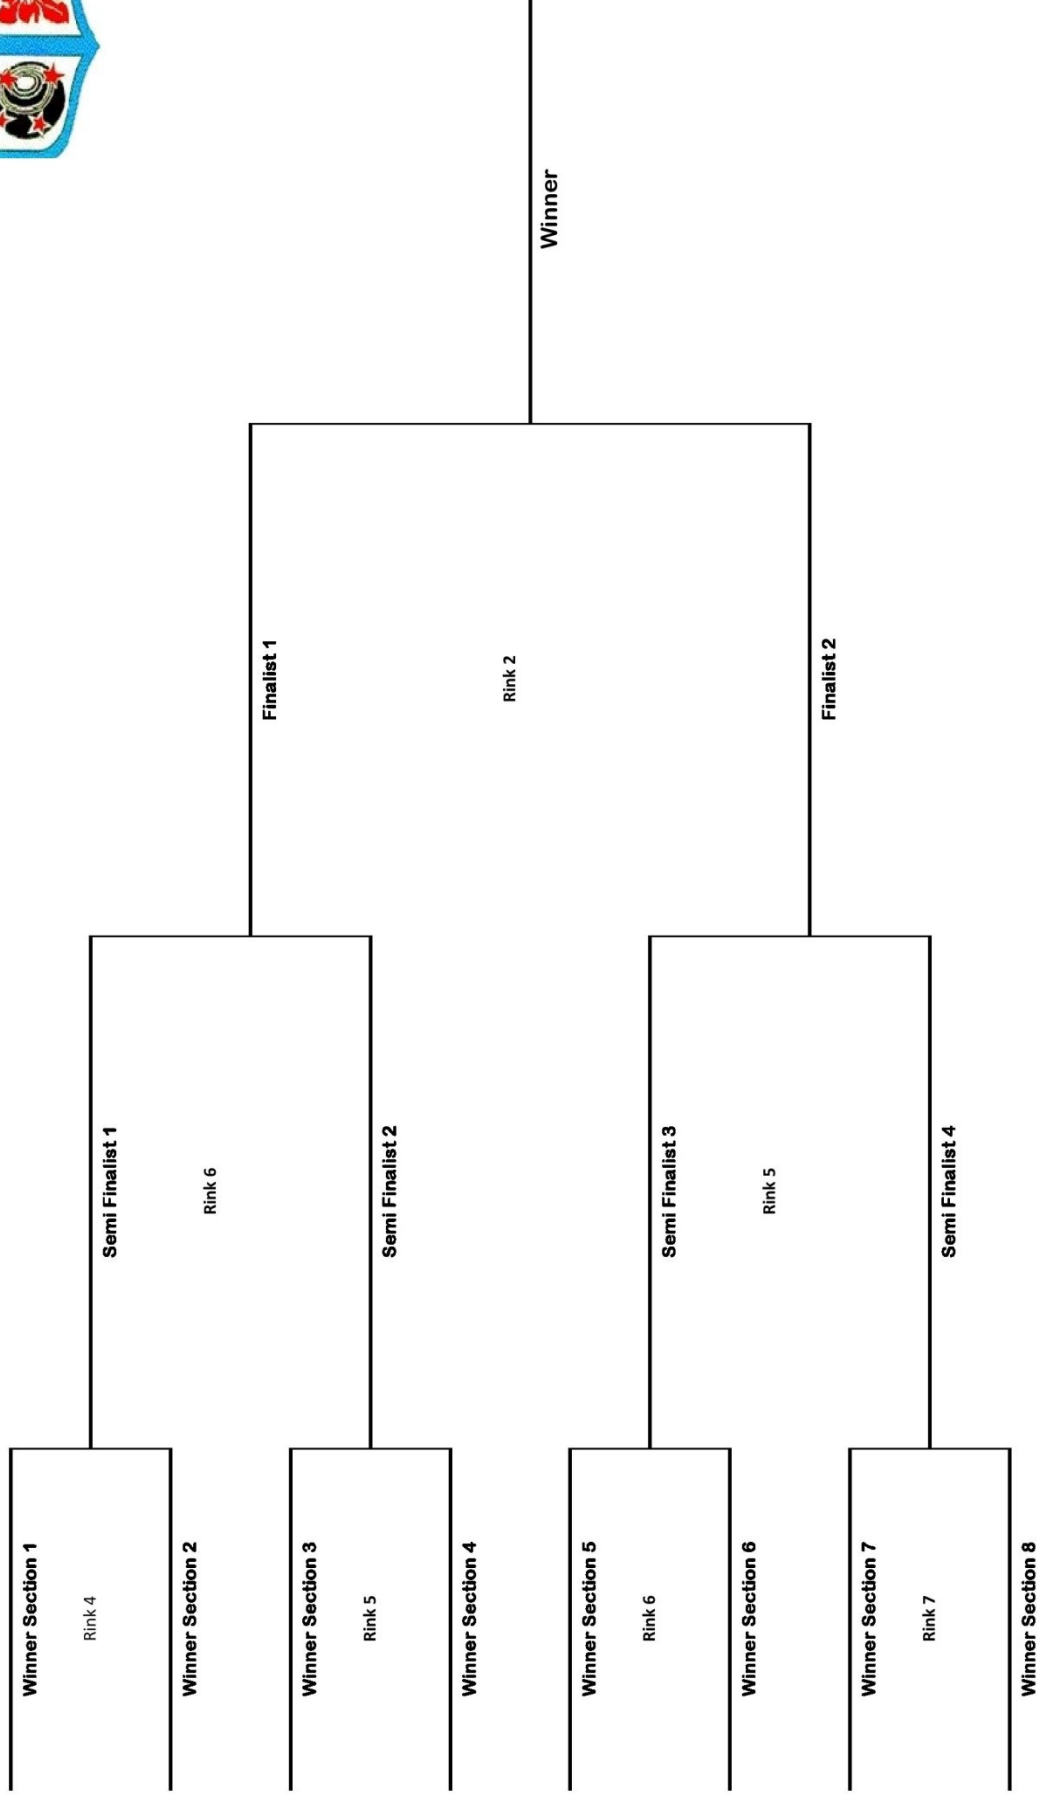 Winner Section 1
Rink 4
Winner Section 2
Winner Section 3
Rink 5
Winner Section 4
Winner Section 5
Rink 6
Winner Section 6
Winner Section 7
Rink 7
Winner Section 8
Semi Finalist 1
Rink 6
Semi Finalist 2
Semi Finalist 3
Rink 5
Semi Finalist 4
Finalist 1
Rink 2
Finalist 2
Winner